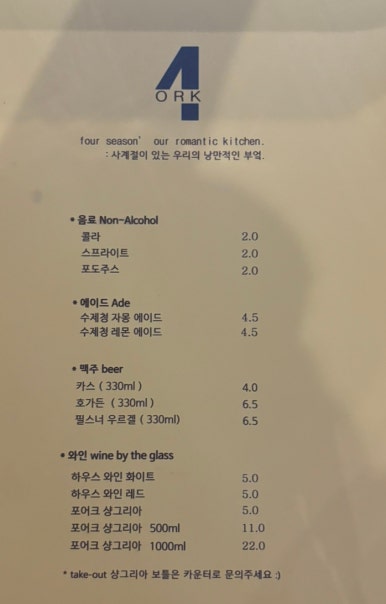 4
ORK
four season' our romantic kitchen.
: 사계절이 있는 우리의 낭만적인 부엌.
• 음료 Non-Alcohol
콜라 2.0
스프라이트 2.0
포도주스 2.0
• 에이드 Ade
수제청 자몽 에이드 4.5
수제청 레몬 에이드 4.5
• 맥주 beer
카스 ( 330ml ) 4.0
호가든 ( 330ml ) 6.5
필스너 우르켈 ( 330ml) 6.5
• 와인 wine by the glass
하우스 와인 화이트 5.0
하우스 와인 레드 5.0
포어크 샹그리아 5.0
포어크 샹그리아 500ml 11.0
포어크 샹그리아 1000ml 22.0
* take-out 샹그리아 보틀은 카운터로 문의주세요 :)